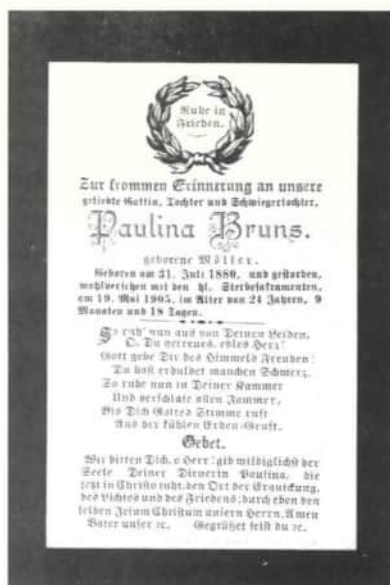 Ruhe in
Frieden.
Zur frommen Erinnerung an unsere
geliebte Gattin, Tochter und Schwiegertochter,
Paulina Bruns.
geborene Möller.
Geboren am 31. Juli 1880, und gestorben,
wohlversehen mit den hl. Sterbesakramenten,
am 19. Mai 1905, im Alter von 24 Jahren, 9
Monaten und 18 Tagen.
So ruh' nun aus von Deinen Leiden,
O, Du getreues, edles Herz!
Gott gebe Dir des Himmels Freuden!
Du hast erduldet manchen Schmerz.
So ruhe nun in Deiner Kammer
Und verschlafe allen Jammer,
Bis Dich Gottes Stimme ruft
Aus der kühlen Erden-Gruft.
Gebet.
Wir bitten Dich, o Herr! gib mildiglichst der
Seele Deiner Dienerin Paulina, die
jetzt in Christo ruht, den Ort der Erquickung,
des Lichtes und des Friedens; durch eben den
selben Jesum Christum unsern Herrn, Amen
Vater unser ꝛc. Gegrüßet seist du ꝛc.